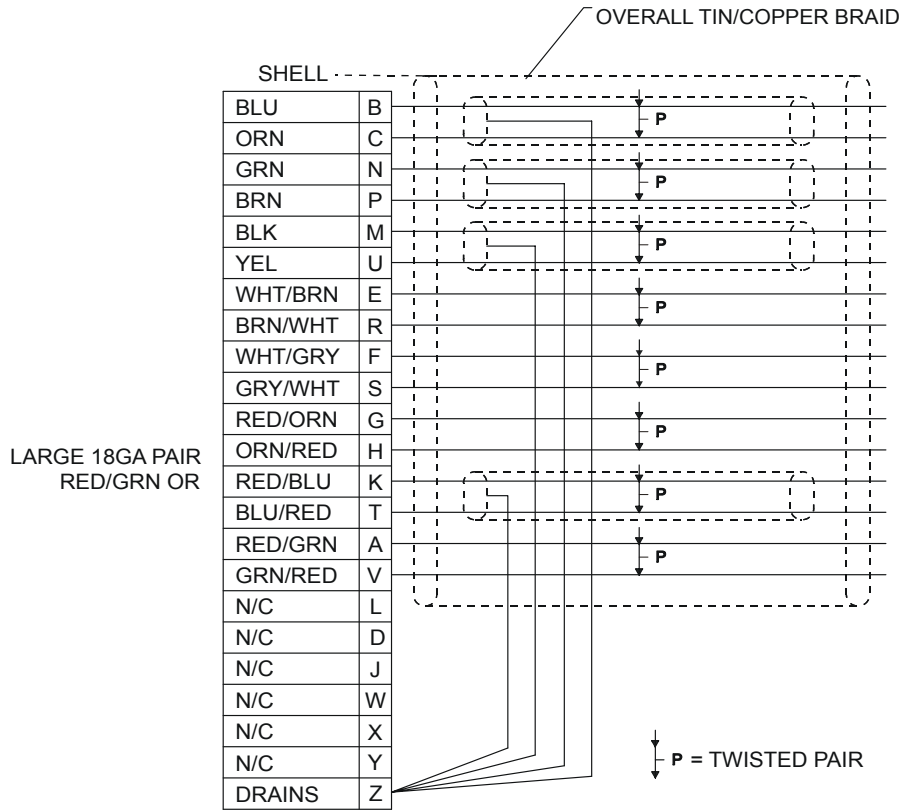 OVERALL TIN/COPPER BRAID
SHELL
BLU B
ORN C
P
GRN N
BRN P
P
BLK M
YEL U
P
WHT/BRN E
BRN/WHT R
P
WHT/GRY F
GRY/WHT S
P
RED/ORN G
ORN/RED H
P
LARGE 18GA PAIR
RED/GRN OR
RED/BLU K
BLU/RED T
P
RED/GRN A
GRN/RED V
P
N/C L
N/C D
N/C J
N/C W
N/C X
N/C Y
DRAINS Z
P = TWISTED PAIR